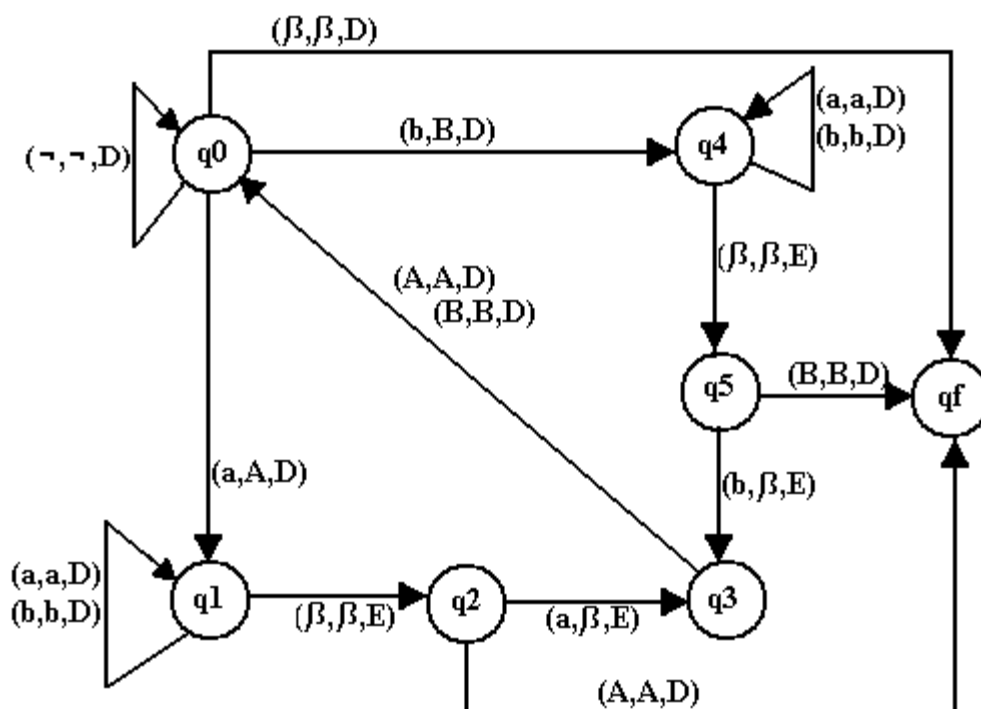 (ß,ß,D)
(a,a,D)
(b,B,D)
(b,b,D)
q0
q4
(¬,¬,D)
(ß,ß,E)
(A,A,D)
(B,B,D)
(B,B,D)
q5
qf
(a,A,D)
(b,ß,E)
(a,a,D)
q1
q2
q3
(b,b,D)
(ß,ß,E)
(a,ß,E)
(A,A,D)